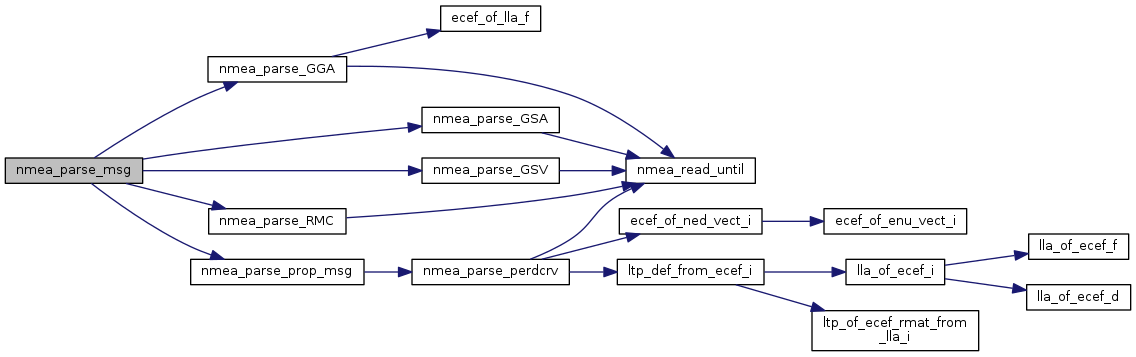 ecef_of_lla_f
nmea_parse_GGA
nmea_parse_GSA
nmea_parse_msg
nmea_parse_GSV
nmea_read_until
nmea_parse_RMC
ecef_of_ned_vect_i
ecef_of_enu_vect_i
lla_of_ecef_f
nmea_parse_prop_msg
nmea_parse_perdcrv
ltp_def_from_ecef_i
lla_of_ecef_i
lla_of_ecef_d
ltp_of_ecef_rmat_from
_lla_i